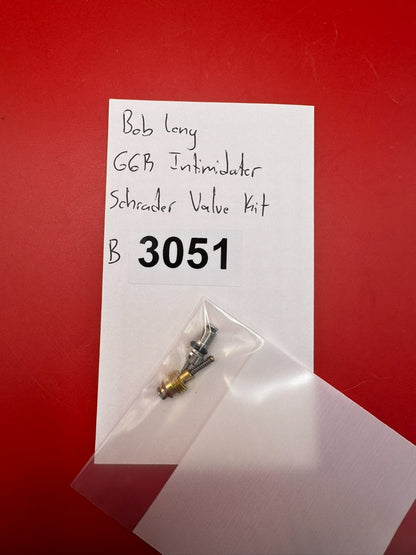 Bob Long
G6R Intimidator
Schrader Valve Kit
B 3051